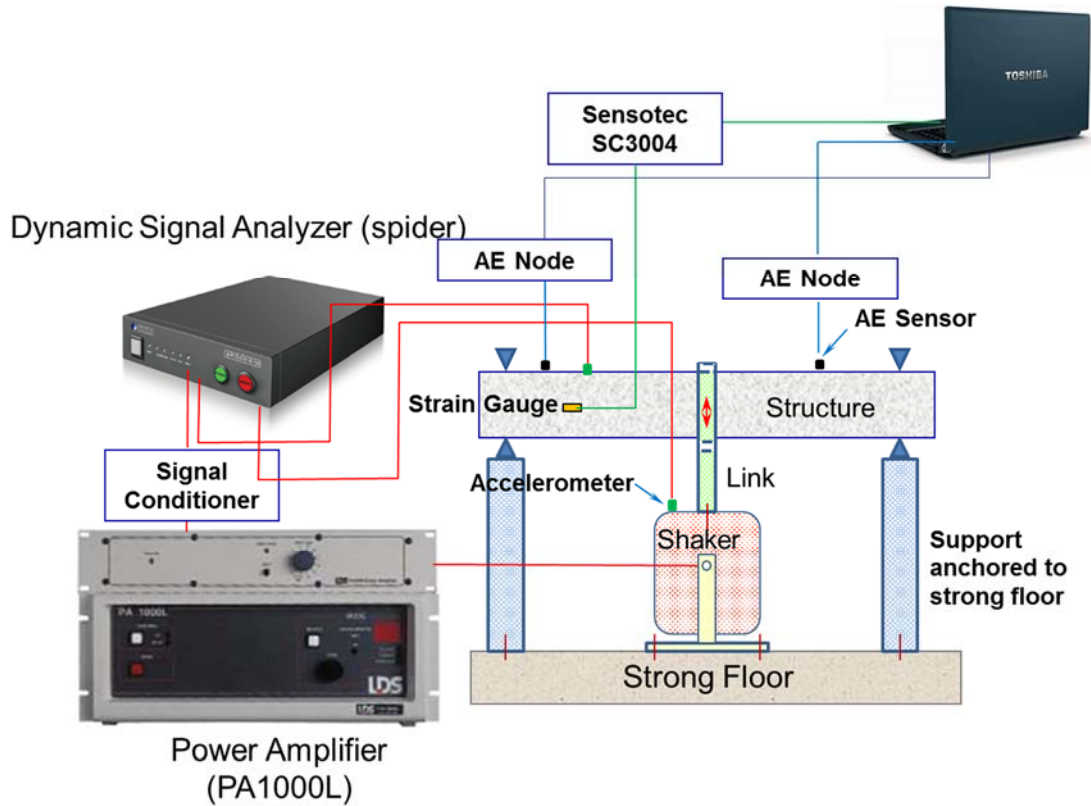 TOSHIBA
Sensotec
SC3004
Dynamic Signal Analyzer (spider)
AE Node
AE Node
AE Sensor
Strain Gauge
Structure
Signal
Conditioner
Accelerometer
Link
Shaker
Support
anchored to
strong floor
PA 1000L
LDS
Strong Floor
Power Amplifier
(PA1000L)